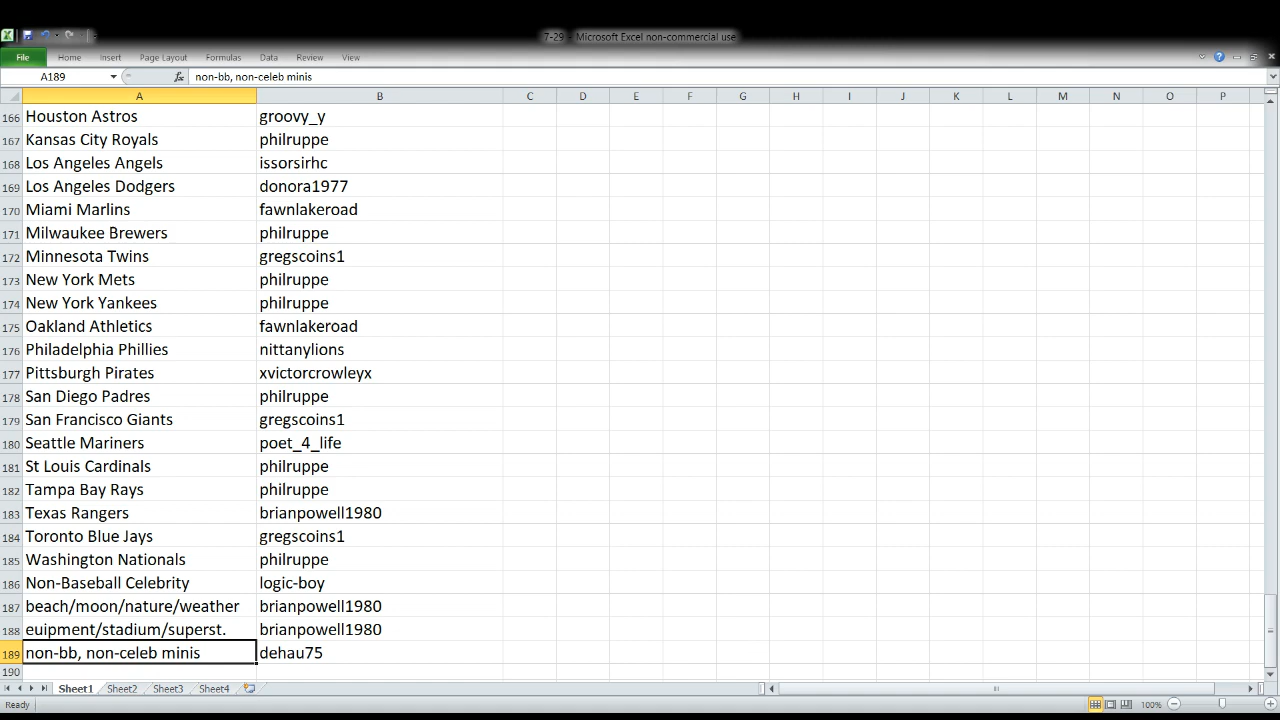 7-29 - Microsoft Excel non-commercial use
File Home Insert Page Layout Formulas Data Review View
A189 fx non-bb, non-celeb minis
A B C D E F G H I J K L M N O P
166 Houston Astros groovy_y
167 Kansas City Royals philruppe
168 Los Angeles Angels issorsirhc
169 Los Angeles Dodgers donora1977
170 Miami Marlins fawnlakeroad
171 Milwaukee Brewers philruppe
172 Minnesota Twins gregscoins1
173 New York Mets philruppe
174 New York Yankees philruppe
175 Oakland Athletics fawnlakeroad
176 Philadelphia Phillies nittanylions
177 Pittsburgh Pirates xvictorcrowleyx
178 San Diego Padres philruppe
179 San Francisco Giants gregscoins1
180 Seattle Mariners poet_4_life
181 St Louis Cardinals philruppe
182 Tampa Bay Rays philruppe
183 Texas Rangers brianpowell1980
184 Toronto Blue Jays gregscoins1
185 Washington Nationals philruppe
186 Non-Baseball Celebrity logic-boy
187 beach/moon/nature/weather brianpowell1980
188 euipment/stadium/superst. brianpowell1980
189 non-bb, non-celeb minis dehau75
190
Sheet1 Sheet2 Sheet3 Sheet4
Ready 100%